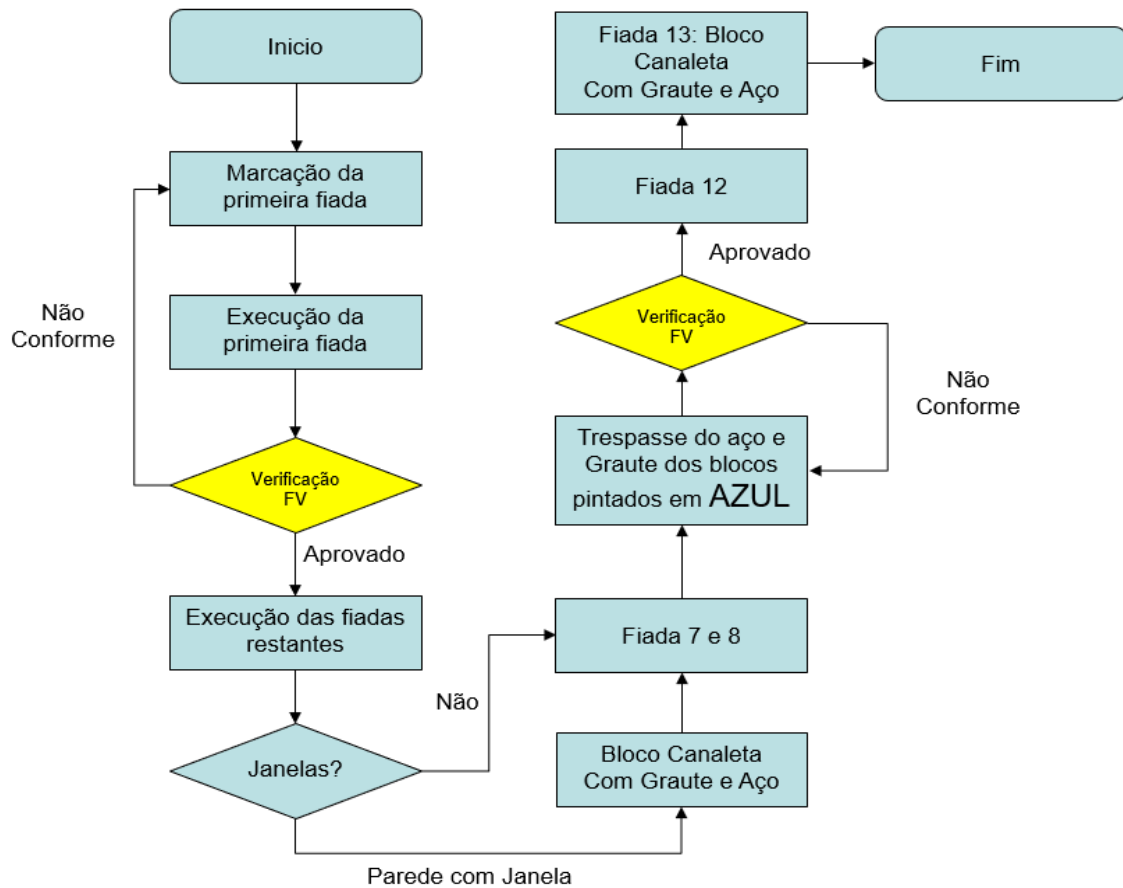 Inicio
Marcação da
primeira fiada
Execução da
primeira fiada
Não
Conforme
Verificação
FV
Aprovado
Execução das fiadas
restantes
Janelas?
Não
Parede com Janela
Bloco Canaleta
Com Graute e Aço
Fiada 7 e 8
Trespasse do aço e
Graute dos blocos
pintados em AZUL
Verificação
FV
Não
Conforme
Aprovado
Fiada 12
Fiada 13: Bloco
Canaleta
Com Graute e Aço
Fim